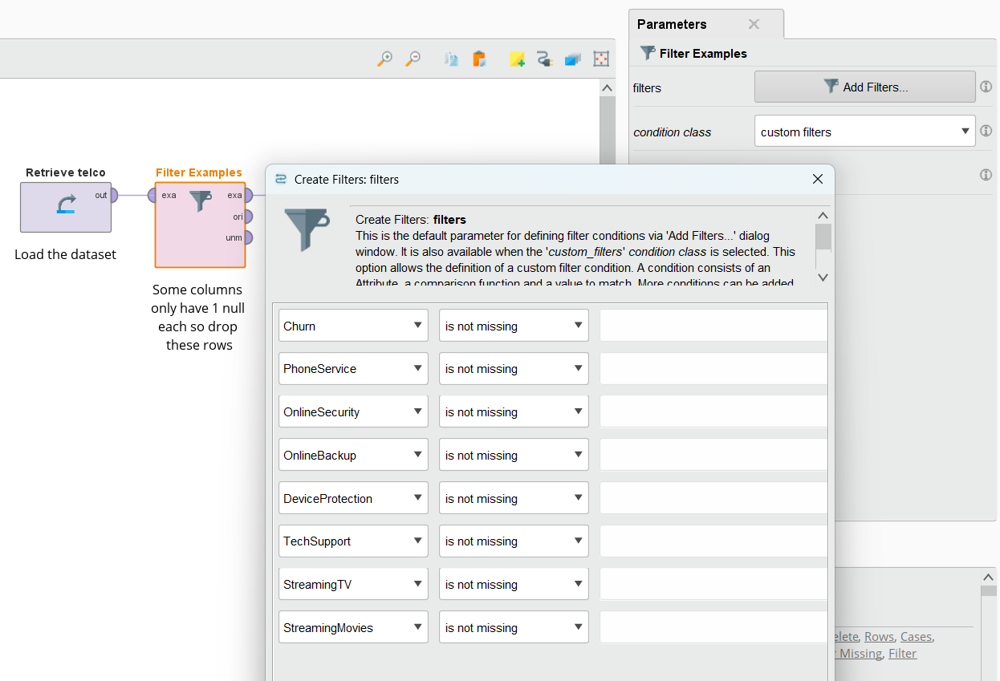 Parameters
Filter Examples
filters
Add Filters...
condition class
custom filters
Retrieve telco
out
Load the dataset
Filter Examples
exa
exa
ori
unm
Some columns
only have 1 null
each so drop
these rows
Create Filters: filters
Create Filters: filters
This is the default parameter for defining filter conditions via 'Add Filters...' dialog
window. It is also available when the 'custom_filters' condition class is selected. This
option allows the definition of a custom filter condition. A condition consists of an
Attribute, a comparison function and a value to match. More conditions can be added
Churn is not missing
PhoneService is not missing
OnlineSecurity is not missing
OnlineBackup is not missing
DeviceProtection is not missing
TechSupport is not missing
StreamingTV is not missing
StreamingMovies is not missing
Rows, Cases,
Missing, Filter